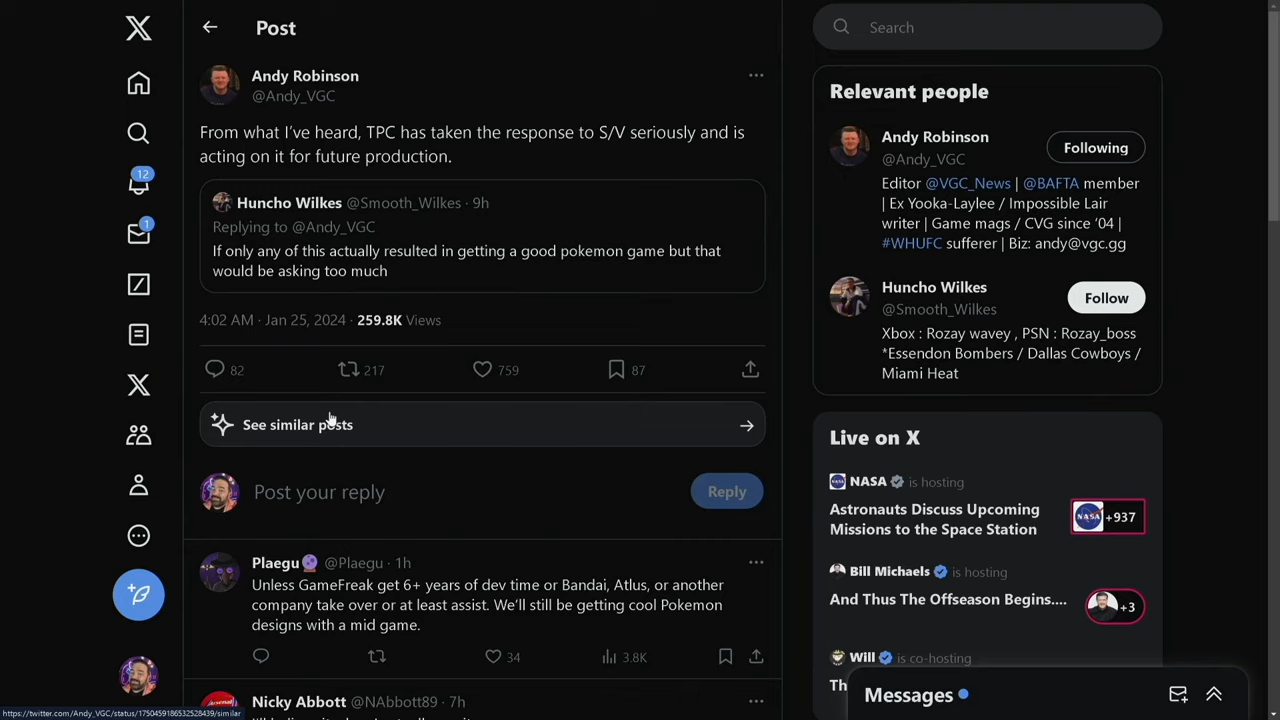 Post
Search
Andy Robinson
@Andy_VGC
From what I've heard, TPC has taken the response to S/V seriously and is
acting on it for future production.
Huncho Wilkes @Smooth_Wilkes · 9h
Replying to @Andy_VGC
If only any of this actually resulted in getting a good pokemon game but that
would be asking too much
4:02 AM · Jan 25, 2024 · 259.8K Views
82
217
759
87
See similar posts
Post your reply
Reply
Plaegu @Plaegu · 1h
Unless GameFreak get 6+ years of dev time or Bandai, Atlus, or another
company take over or at least assist. We'll still be getting cool Pokemon
designs with a mid game.
34
3.8K
Nicky Abbott @NAbbott89 · 7h
12
1
Relevant people
Andy Robinson
@Andy_VGC
Following
Editor @VGC_News | @BAFTA member
| Ex Yooka-Laylee / Impossible Lair
writer | Game mags / CVG since '04 |
#WHUFC sufferer | Biz: andy@vgc.gg
Huncho Wilkes
@Smooth_Wilkes
Follow
Xbox : Rozay wavey , PSN : Rozay_boss
*Essendon Bombers / Dallas Cowboys /
Miami Heat
Live on X
NASA is hosting
Astronauts Discuss Upcoming
Missions to the Space Station
+937
Bill Michaels is hosting
And Thus The Offseason Begins....
+3
Will is co-hosting
Messages